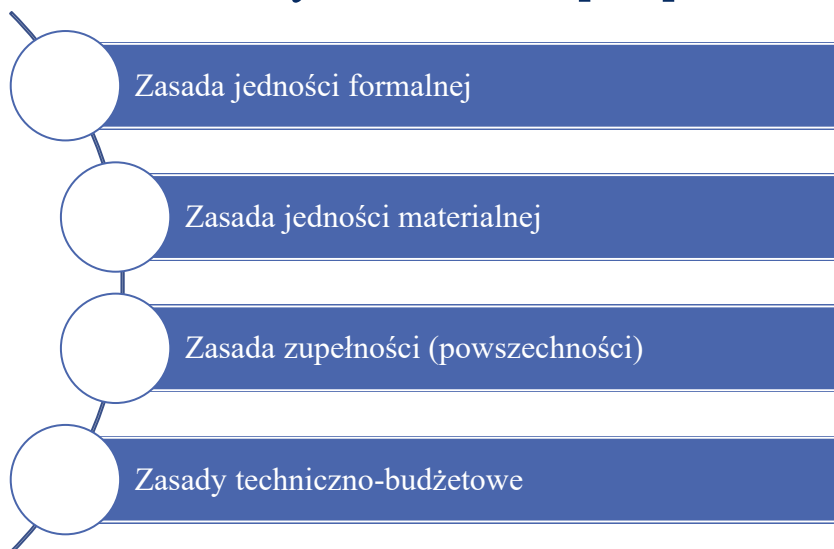 Zasada jedności formalnej
Zasada jedności materialnej
Zasada zupełności (powszechności)
Zasady techniczno-budżetowe